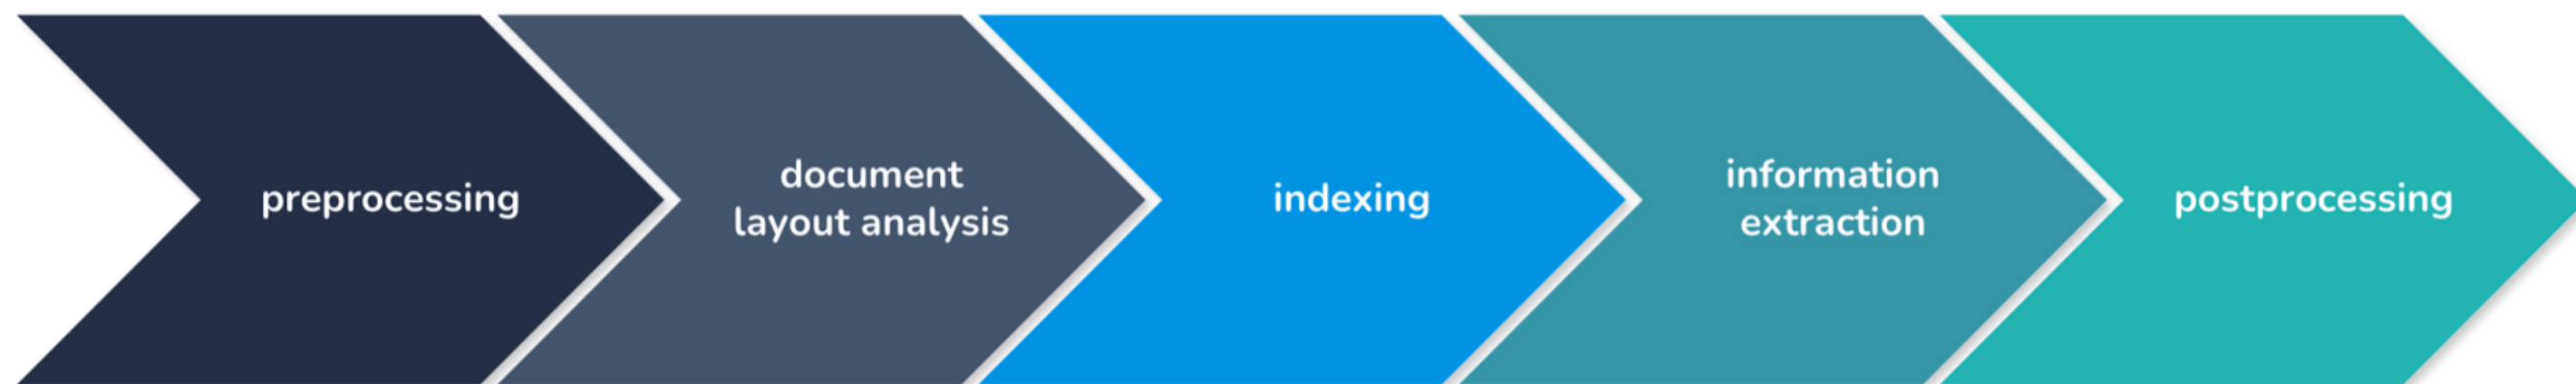 preprocessing
document
layout analysis
indexing
information
extraction
postprocessing